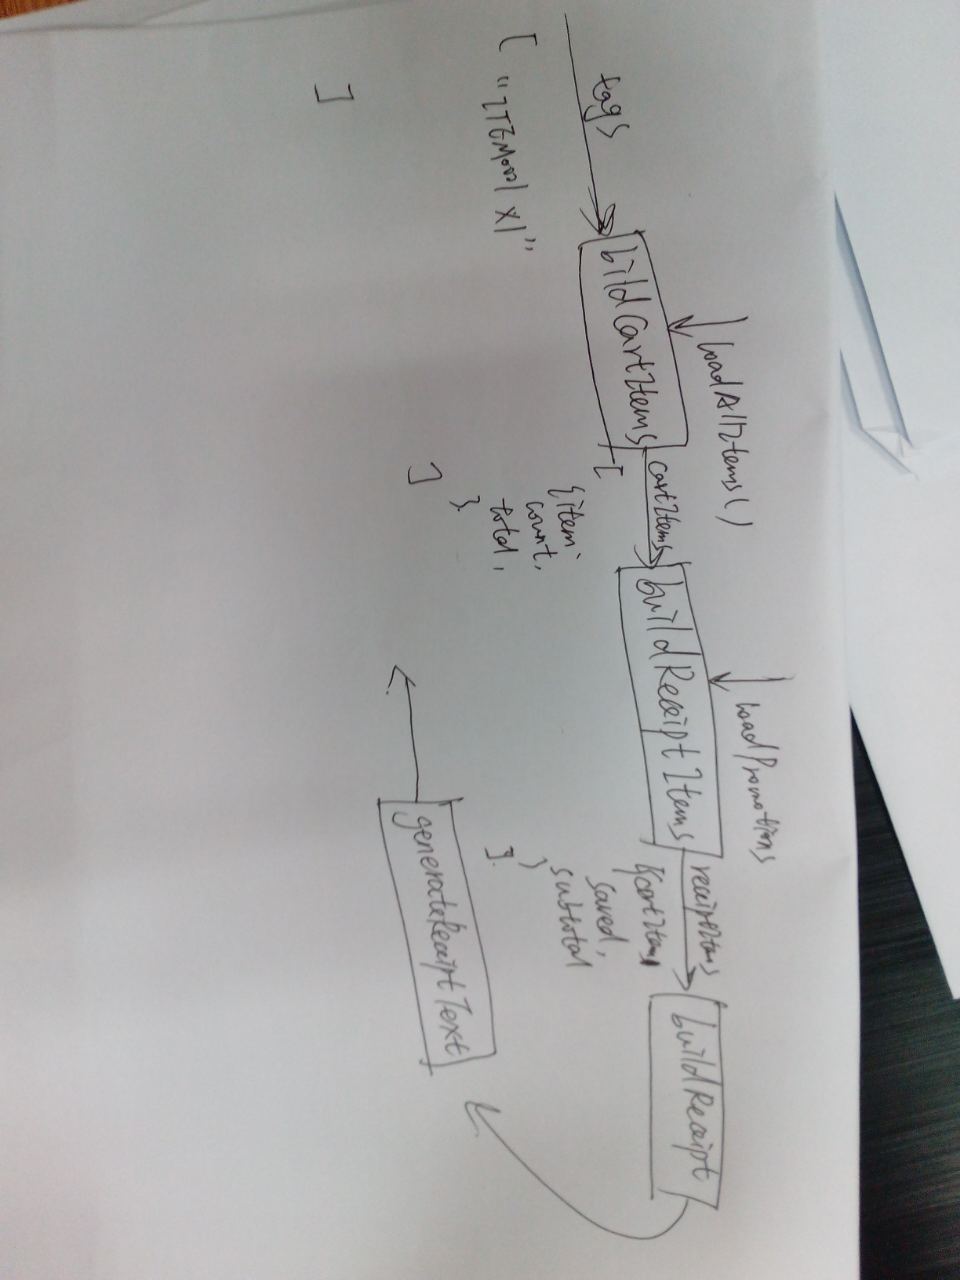 tags
[
"ITEM0001 X1"
]
loadAllItems()
bildCartItems
cartItems
[
{item,
count,
total,
}
]
loadPromotions
buildReceiptItems
receiptItems
[{cartItem,
saved,
subtotal
}
].
buildReceipt
generateReceiptText